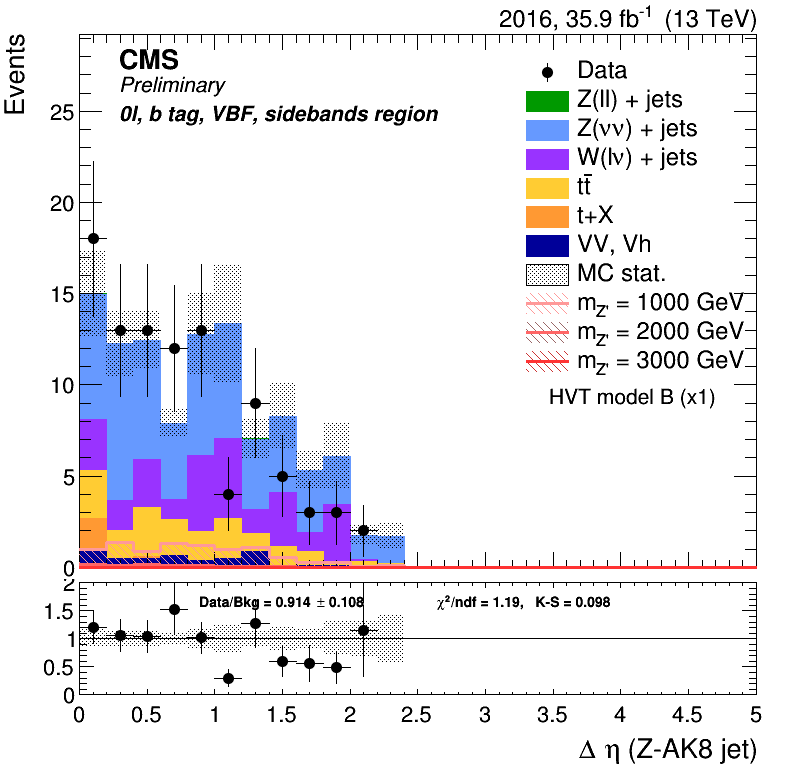 2016, 35.9 fb⁻¹ (13 TeV)
Events
CMS
Preliminary
0l, b tag, VBF, sidebands region
Data
Z(ll) + jets
Z(νν) + jets
W(lν) + jets
tt̄
t+X
VV, Vh
MC stat.
m_Z' = 1000 GeV
m_Z' = 2000 GeV
m_Z' = 3000 GeV
HVT model B (x1)
25
20
15
10
5
0
Data/Bkg = 0.914 ± 0.108 χ²/ndf = 1.19, K-S = 0.098
2
1.5
1
0.5
0
0 0.5 1 1.5 2 2.5 3 3.5 4 4.5 5
Δ η (Z-AK8 jet)